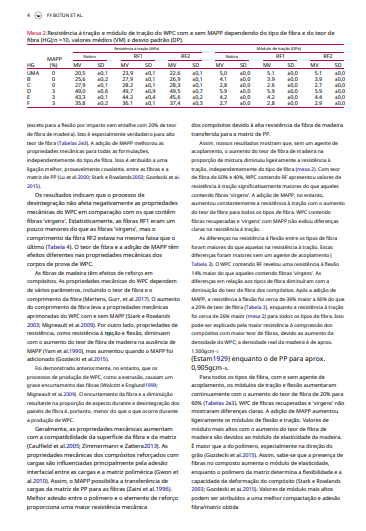 4 FY BÜTÜN ET AL.
Mesa 2.Resistência à tração e módulo de tração do WPC com e sem MAPP dependendo do tipo de fibra e do teor de
fibra (HG);n =10, valores médios (VM) ± desvio padrão (DP).
Resistência à tração (MPa) Módulo de tração (GPa)
MAPP Nativo RF1 RF2 Nativo RF1 RF2
HG (%) MV SD MV SD MV SD MV SD MV SD MV SD
UMA 0 20,5 ±0,1 23,9 ±0,1 22,6 ±0,1 5,0 ±0,0 5,1 ±0,0 5.1 ±0,0
B 0 25,6 ±0,2 27,9 ±0,1 26,9 ±0,1 4.1 ±0,0 3,9 ±0,0 3,9 ±0,0
C 0 27,9 ±0,1 28,2 ±0,1 28,3 ±0,1 2,8 ±0,0 2.6 ±0,0 2,7 ±0,0
D 3 49,0 ±0,6 49,7 ±0,9 49,5 ±0,7 5,9 ±0,0 5,9 ±0,0 5,9 ±0,0
E 3 43,3 ±0,1 44,2 ±0,4 45,6 ±0,2 4.2 ±0,0 4.2 ±0,0 4.4 ±0,0
F 3 35,8 ±0,2 36,1 ±0,1 37,4 ±0,3 2.7 ±0,0 2,8 ±0,0 2,9 ±0,0
(exceto para a flexão por impacto sem entalhe com 20% de teor
de fibra de madeira). Isto é especialmente verdadeiro para alto
teor de fibra (Tabelas 2e3). A adição de MAPP melhorou as
propriedades mecânicas para todas as formulações,
independentemente do tipo de fibra. Isso é atribuído a uma
ligação melhor, provavelmente covalente, entre as fibras e a
matriz de PP (Lu et al.2000; Stark e Rowlands2003; Gozdecki et al.
2015).
Os resultados indicam que o processo de
desintegração não afeta negativamente as propriedades
mecânicas do WPC em comparação com os que contêm
fibras 'virgens'. Estatisticamente, as fibras RF1 eram um
pouco menores do que as fibras 'virgens', mas o
comprimento da fibra RF2 estava na mesma faixa que o
último (Tabela 4). O teor de fibra e a adição de MAPP têm
efeitos diferentes nas propriedades mecânicas dos
corpos de prova de WPC.
As fibras de madeira têm efeitos de reforço em
compósitos. As propriedades mecânicas do WPC dependem
de vários parâmetros, incluindo o teor de fibra e o
comprimento da fibra (Mertens, Gurr, et al.2017). O aumento
do comprimento da fibra leva a propriedades mecânicas
aprimoradas do WPC com e sem MAPP (Stark e Rowlands
2003; Migneault et al.2009). Por outro lado, propriedades de
resistência, como resistência à tração e flexão, diminuíram
com o aumento do teor de fibra de madeira na ausência de
MAPP (Yam et al.1990), mas aumentou quando o MAPP foi
adicionado (Gozdecki et al.2015).
Foi demonstrado anteriormente, no entanto, que os
processos de produção de WPC, como a extrusão, causam um
grave encurtamento das fibras (Wolcott e Englund1999;
Migneault et al.2009). O encurtamento da fibra e a diminuição
resultante na proporção de aspecto durante a desintegração dos
painéis de fibra é, portanto, menor do que o que ocorre durante
a produção de WPC.
Geralmente, as propriedades mecânicas aumentam
com a compatibilidade da superfície da fibra e da matriz
(Caulfield et al.2005; Zimmermann e Zattera2013). As
propriedades mecânicas dos compósitos reforçados com
cargas são influenciadas principalmente pela adesão
interfacial entre as cargas e a matriz polimérica (Gwon et
al.2010). Assim, o MAPP possibilita a transferência de
cargas da matriz de PP para as fibras (Zaini et al.1996).
Melhor adesão entre o polímero e o elemento de reforço
proporciona uma maior resistência mecânica
dos compósitos devido à alta resistência da fibra de madeira
transferida para a matriz de PP.
Assim, nossos resultados mostram que, sem um agente de
acoplamento, o aumento do teor de fibra de madeira na
proporção de mistura diminuiu ligeiramente a resistência à
tração, independentemente do tipo de fibra (mesa 2). Com teor
de fibra de 60% e 40%, WPC contendo RF apresentou valores de
resistência à tração significativamente maiores do que aqueles
contendo fibras 'virgens'. A adição de MAPP, no entanto,
aumentou constantemente a resistência à tração com o aumento
do teor de fibra para todos os tipos de fibra. WPC contendo
fibras recuperadas e 'virgens' com MAPP não exibiu diferenças
claras na resistência à tração.
As diferenças na resistência à flexão entre os tipos de fibra
foram maiores do que aquelas na resistência à tração. Essas
diferenças foram maiores sem um agente de acoplamento (
Tabela 3). O WPC contendo RF revelou uma resistência à flexão
14% maior do que aqueles contendo fibras 'virgens'. As
diferenças em relação aos tipos de fibra diminuíram com a
diminuição do teor de fibra dos compósitos. Após a adição de
MAPP, a resistência à flexão foi cerca de 36% maior a 60% do que
a 20% de teor de fibra (Tabela 3), enquanto a resistência à tração
foi cerca de 26% maior (mesa 2) para todos os tipos de fibra. Isso
pode ser explicado pela maior resistência à compressão dos
compósitos com maior teor de fibras, devido ao aumento da
densidade do WPC; a densidade real da madeira é de aprox.
1.500gcm-3
(Estam1929) enquanto o de PP para aprox.
0,905gcm-3.
Para todos os tipos de fibra, com e sem agente de
acoplamento, os módulos de tração e flexão aumentaram
continuamente com o aumento do teor de fibra de 20% para
60% (Tabelas 2e3). WPC de fibras recuperadas e 'virgens' não
mostraram diferenças claras. A adição de MAPP aumentou
ligeiramente os módulos de flexão e tração. Valores de
módulo mais altos com o aumento do teor de fibra de
madeira são devidos ao módulo de elasticidade da madeira.
É maior que a do polímero, especialmente na direção do
grão (Gozdecki et al.2015). Assim, sabe-se que a presença de
fibras no composto aumenta o módulo de elasticidade,
enquanto o polímero da matriz determina a flexibilidade e a
capacidade de deformação do compósito (Stark e Rowlands
2003; Gozdecki et al.2015). Valores de módulo mais altos
podem ser atribuídos a uma melhor compactação e adesão
fibra/matriz obtida